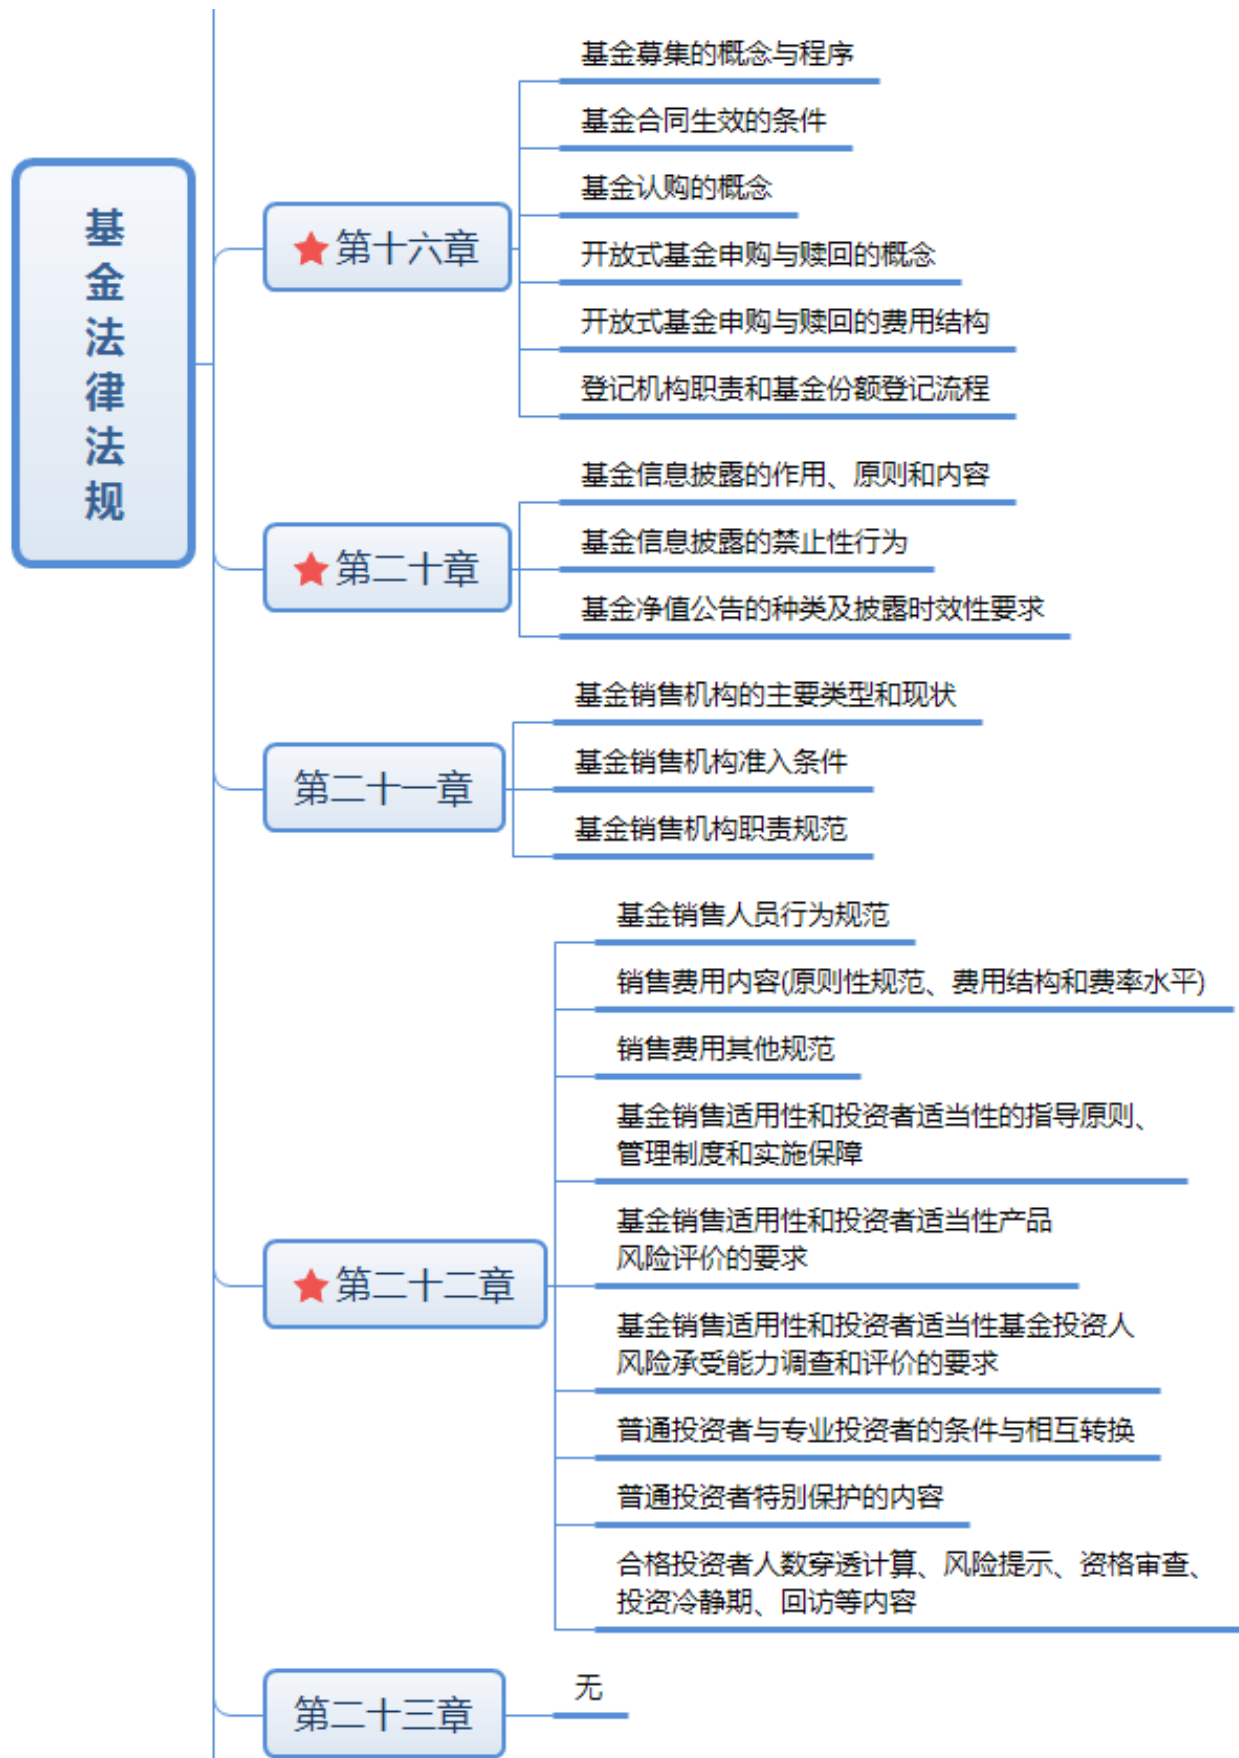 基金法律法规
第十六章
基金募集的概念与程序
基金合同生效的条件
基金认购的概念
开放式基金申购与赎回的概念
开放式基金申购与赎回的费用结构
登记机构职责和基金份额登记流程
第二十章
基金信息披露的作用、原则和内容
基金信息披露的禁止性行为
基金净值公告的种类及披露时效性要求
第二十一章
基金销售机构的主要类型和现状
基金销售机构准入条件
基金销售机构职责规范
第二十二章
基金销售人员行为规范
销售费用内容(原则性规范、费用结构和费率水平)
销售费用其他规范
基金销售适用性和投资者适当性的指导原则、
管理制度和实施保障
基金销售适用性和投资者适当性产品
风险评价的要求
基金销售适用性和投资者适当性基金投资人
风险承受能力调查和评价的要求
普通投资者与专业投资者的条件与相互转换
普通投资者特别保护的内容
合格投资者人数穿透计算、风险提示、资格审查、
投资冷静期、回访等内容
第二十三章
无